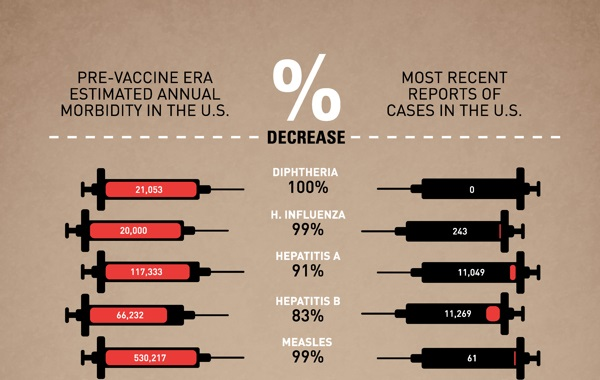 PRE-VACCINE ERA
ESTIMATED ANNUAL
MORBIDITY IN THE U.S.
%
DECREASE
MOST RECENT
REPORTS OF
CASES IN THE U.S.
DIPHTHERIA
21,053
100%
0
H. INFLUENZA
20,000
99%
243
HEPATITIS A
117,333
91%
11,049
HEPATITIS B
66,232
83%
11,269
MEASLES
530,217
99%
61